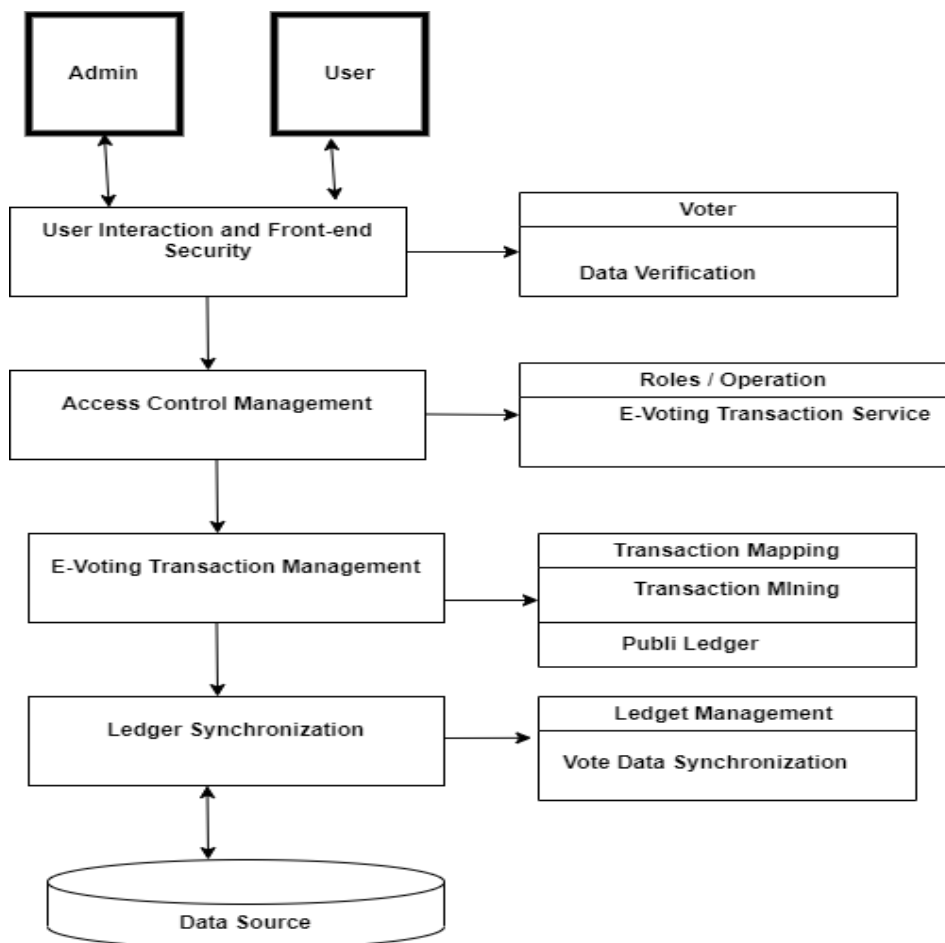 Admin
User
User Interaction and Front-end
Security
Voter
Data Verification
Access Control Management
Roles / Operation
E-Voting Transaction Service
E-Voting Transaction Management
Transaction Mapping
Transaction MIning
Publi Ledger
Ledger Synchronization
Ledget Management
Vote Data Synchronization
Data Source